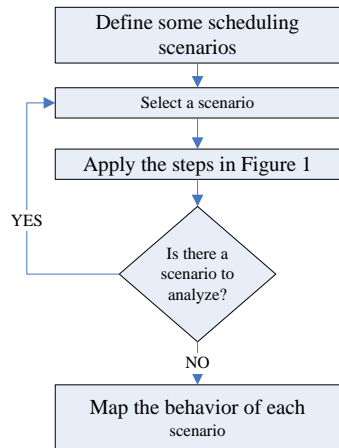 Define some scheduling
scenarios
Select a scenario
Apply the steps in Figure 1
YES
Is there a
scenario to
analyze?
NO
Map the behavior of each
scenario